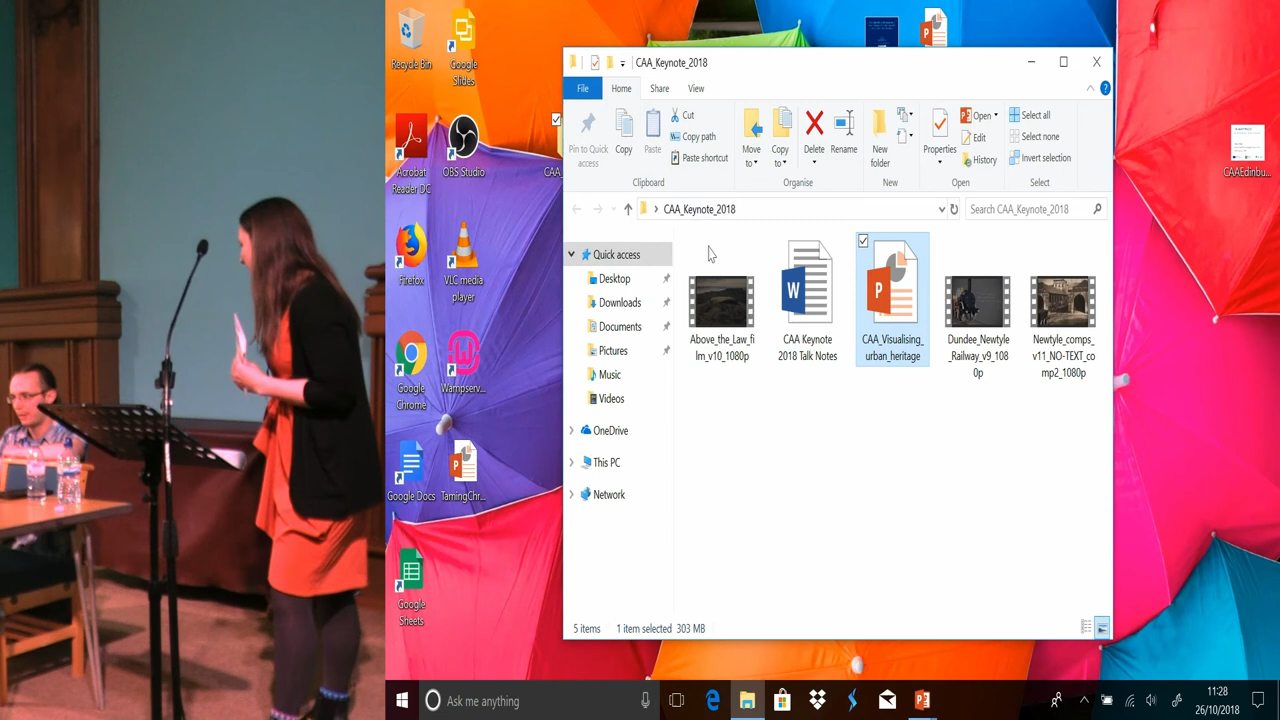 Recycle Bin
Google
Slides
Acrobat
Reader DC
OBS Studio
CAA_
Firefox
VLC media
player
Google
Chrome
Wampserv...
Google Docs
TamingChr...
Google
Sheets
CAAEdinbu...
CAA_Keynote_2018
File
Home
Share
View
Pin to Quick
access
Copy
Paste
Cut
Copy path
Paste shortcut
Clipboard
Move
to
Copy
to
Delete
Rename
Organise
New
folder
New
Properties
Open
Edit
History
Open
Select all
Select none
Invert selection
Select
CAA_Keynote_2018
Search CAA_Keynote_2018
Quick access
Desktop
Downloads
Documents
Pictures
Music
Videos
OneDrive
This PC
Network
Above_the_Law_fi
lm_v10_1080p
CAA Keynote
2018 Talk Notes
CAA_Visualising_
urban_heritage
Dundee_Newtyle
_Railway_v9_108
0p
Newtyle_comps_
v11_NO-TEXT_co
mp2_1080p
5 items
1 item selected 303 MB
Ask me anything
11:28
26/10/2018